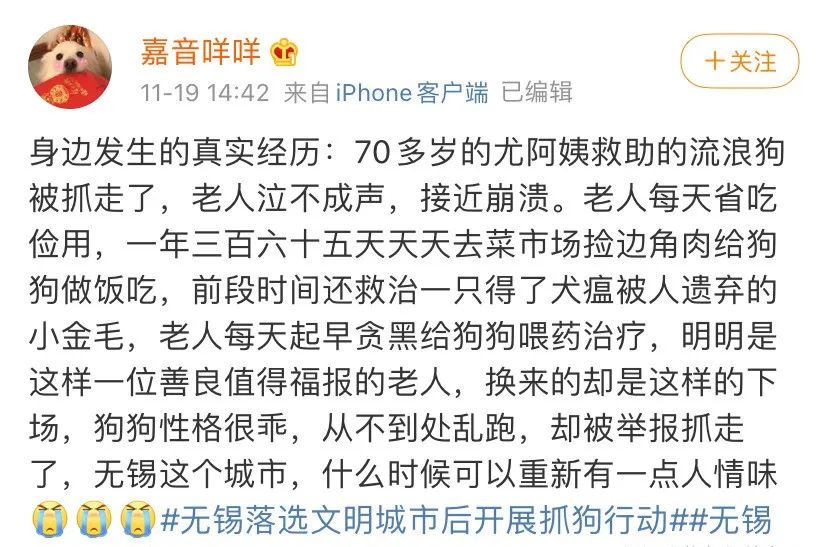 嘉音咩咩
+关注
11-19 14:42 来自 iPhone客户端 已编辑
身边发生的真实经历：70多岁的尤阿姨救助的流浪狗
被抓走了，老人泣不成声，接近崩溃。老人每天省吃
俭用，一年三百六十五天天天去菜市场捡边角肉给狗
狗做饭吃，前段时间还救治一只得了犬瘟被人遗弃的
小金毛，老人每天起早贪黑给狗狗喂药治疗，明明是
这样一位善良值得福报的老人，换来的却是这样的下
场，狗狗性格很乖，从不到处乱跑，却被举报抓走
了，无锡这个城市，什么时候可以重新有一点人情味
#无锡落选文明城市后开展抓狗行动##无锡